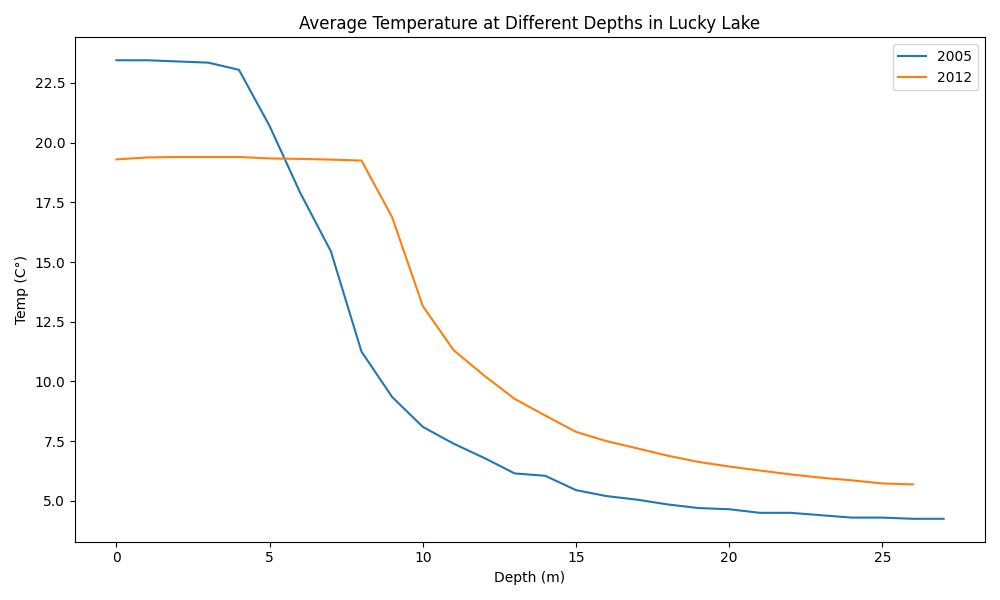 Average Temperature at Different Depths in Lucky Lake
2005
2012
22.5
20.0
17.5
15.0
12.5
10.0
7.5
5.0
Temp (C°)
0 5 10 15 20 25
Depth (m)